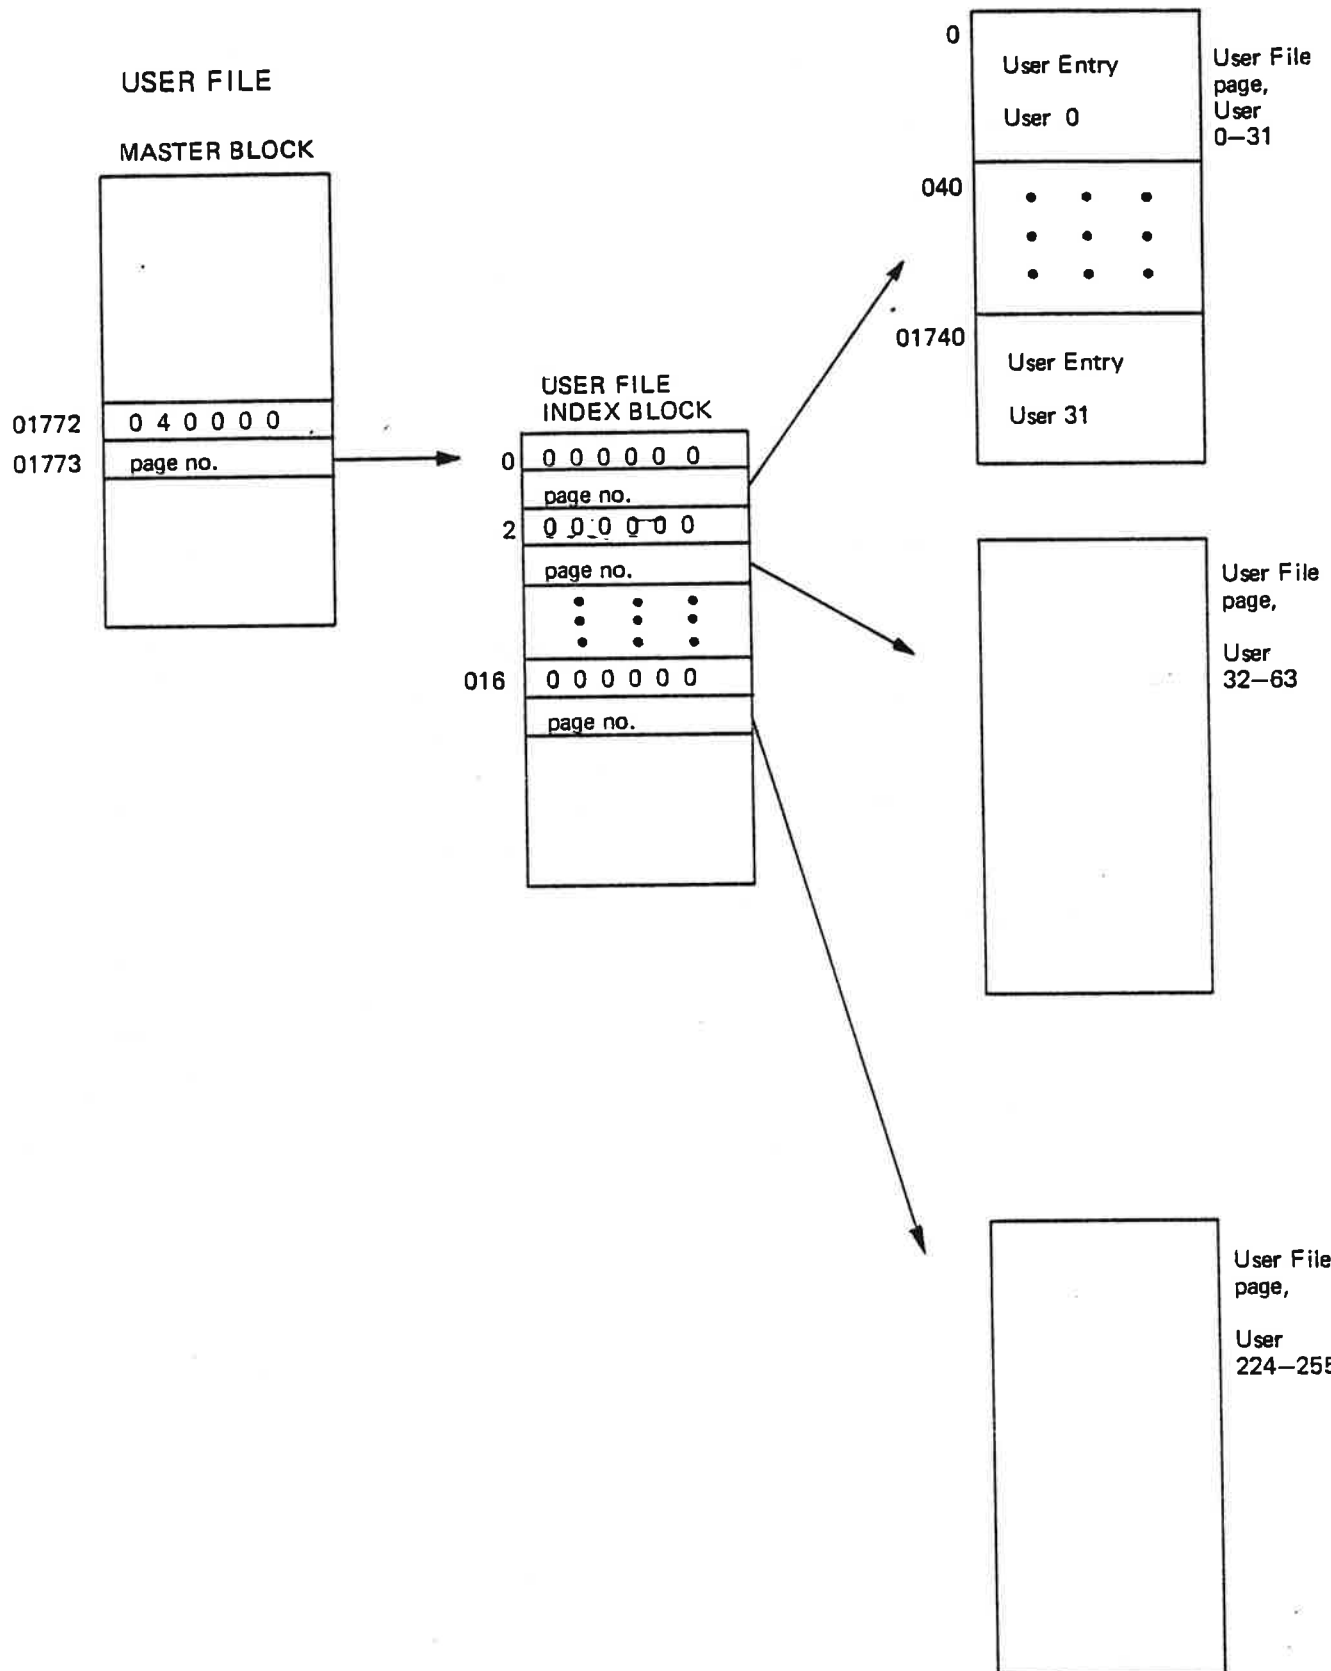 USER FILE
MASTER BLOCK
01772
0 4 0 0 0 0
01773
page no.
USER FILE
INDEX BLOCK
0
0 0 0 0 0 0
page no.
2
0 0 0 0 0 0
page no.
016
0 0 0 0 0 0
page no.
0
User Entry
User 0
040
01740
User Entry
User 31
User File
page,
User
0—31
User File
page,
User
32—63
User File
page,
User
224—255